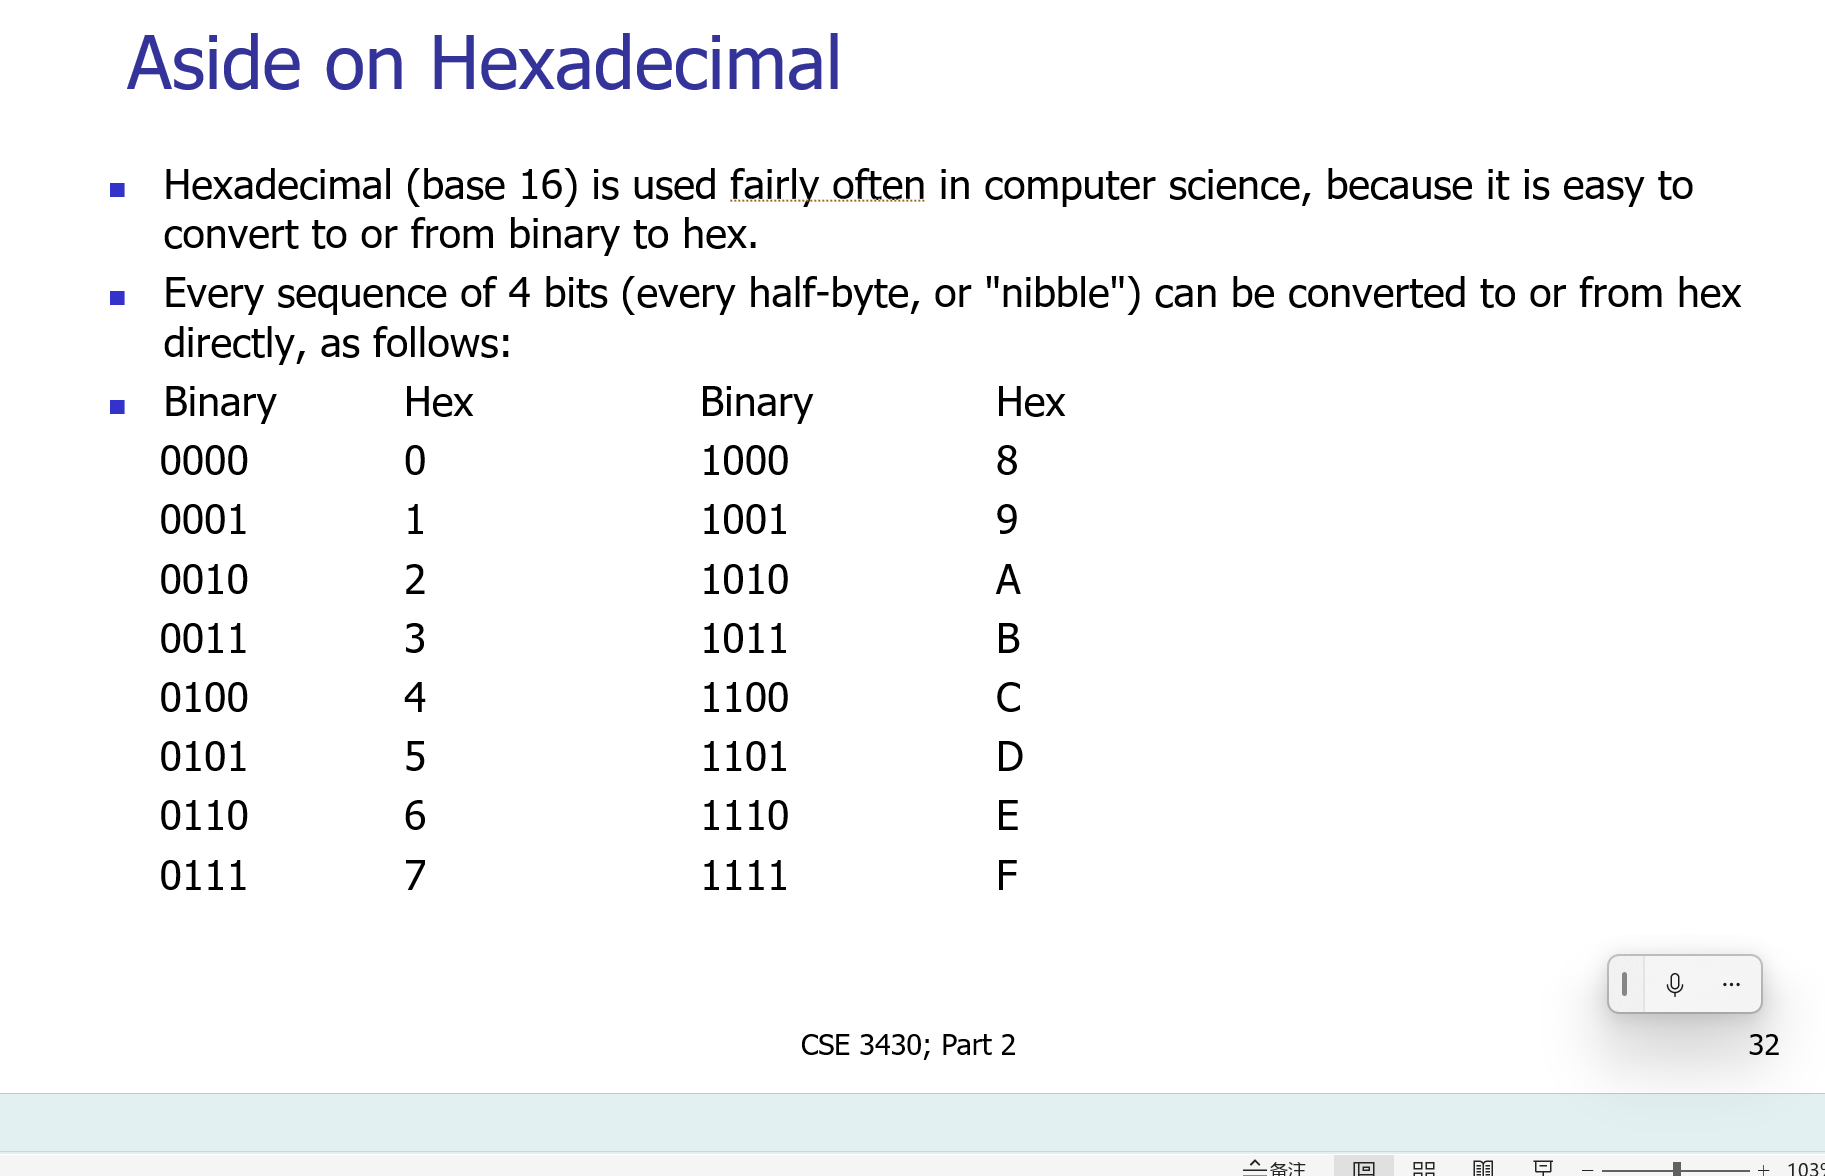 Aside on Hexadecimal
Hexadecimal (base 16) is used fairly often in computer science, because it is easy to
convert to or from binary to hex.
Every sequence of 4 bits (every half-byte, or "nibble") can be converted to or from hex
directly, as follows:
Binary Hex Binary Hex
0000 0 1000 8
0001 1 1001 9
0010 2 1010 A
0011 3 1011 B
0100 4 1100 C
0101 5 1101 D
0110 6 1110 E
0111 7 1111 F
CSE 3430; Part 2 32
备注 103%